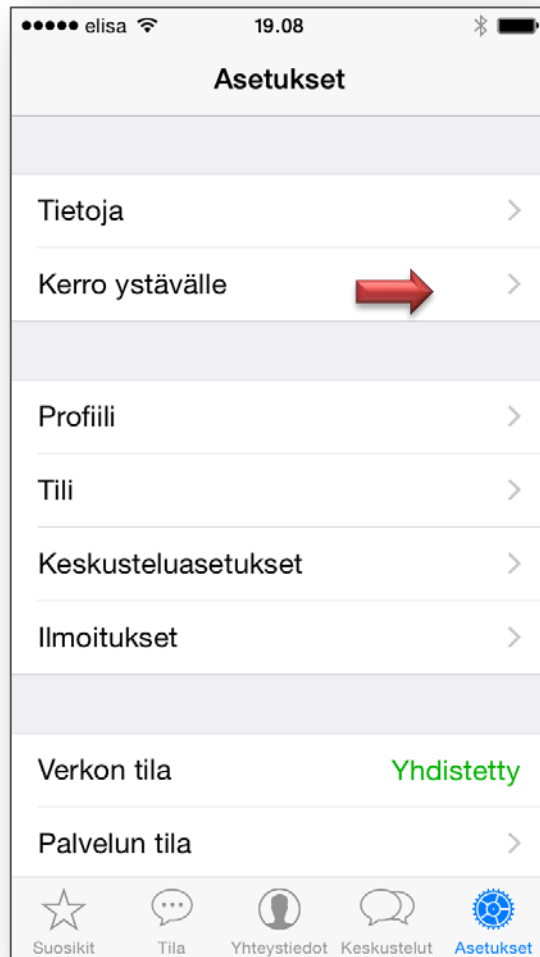 elisa 19.08
Asetukset
Tietoja
Kerro ystävälle
Profiili
Tili
Keskusteluasetukset
Ilmoitukset
Verkon tila Yhdistetty
Palvelun tila
Suosikit Tila Yhteystiedot Keskustelut Asetukset